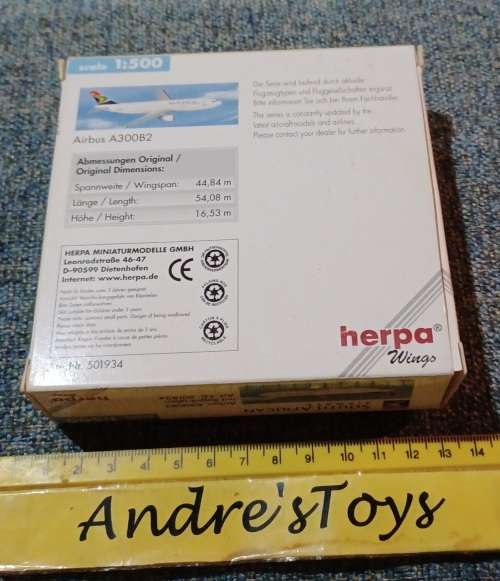 scale 1:500
Airbus A300B2
Die Serie wird laufend durch aktuelle
Flugzeugtypen und Fluggesellschaften ergänzt.
Bitte informieren Sie sich bei Ihrem Fachhändler.
The series is constantly updated by the
latest aircraft models and airlines.
Please contact your dealer for further information.
Abmessungen Original /
Original Dimensions:
Spannweite / Wingspan: 44,84 m
Länge / Length: 54,08 m
Höhe / Height: 16,53 m
HERPA MINIATURMODELLE GMBH
Leonrodstraße 46-47
D-90599 Dietenhofen
Internet: www.herpa.de
CE
Nr. 501934
herpa®
Wings
SOUTH AFRICAN
2 3 4 5 6 7 8 9 10 11 12 13 14
Andre'sToys